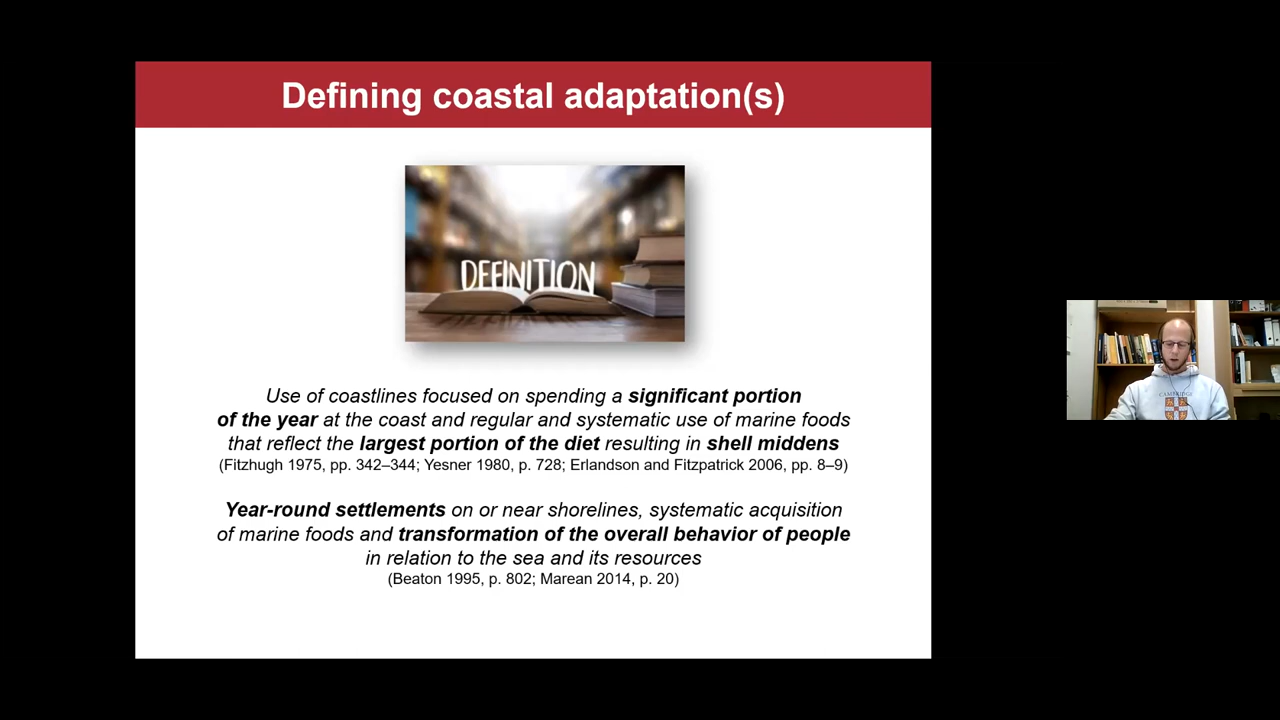 Defining coastal adaptation(s)
DEFINITION
Use of coastlines focused on spending a significant portion
of the year at the coast and regular and systematic use of marine foods
that reflect the largest portion of the diet resulting in shell middens
(Fitzhugh 1975, pp. 342–344; Yesner 1980, p. 728; Erlandson and Fitzpatrick 2006, pp. 8–9)
Year-round settlements on or near shorelines, systematic acquisition
of marine foods and transformation of the overall behavior of people
in relation to the sea and its resources
(Beaton 1995, p. 802; Marean 2014, p. 20)
CAMBRIDGE